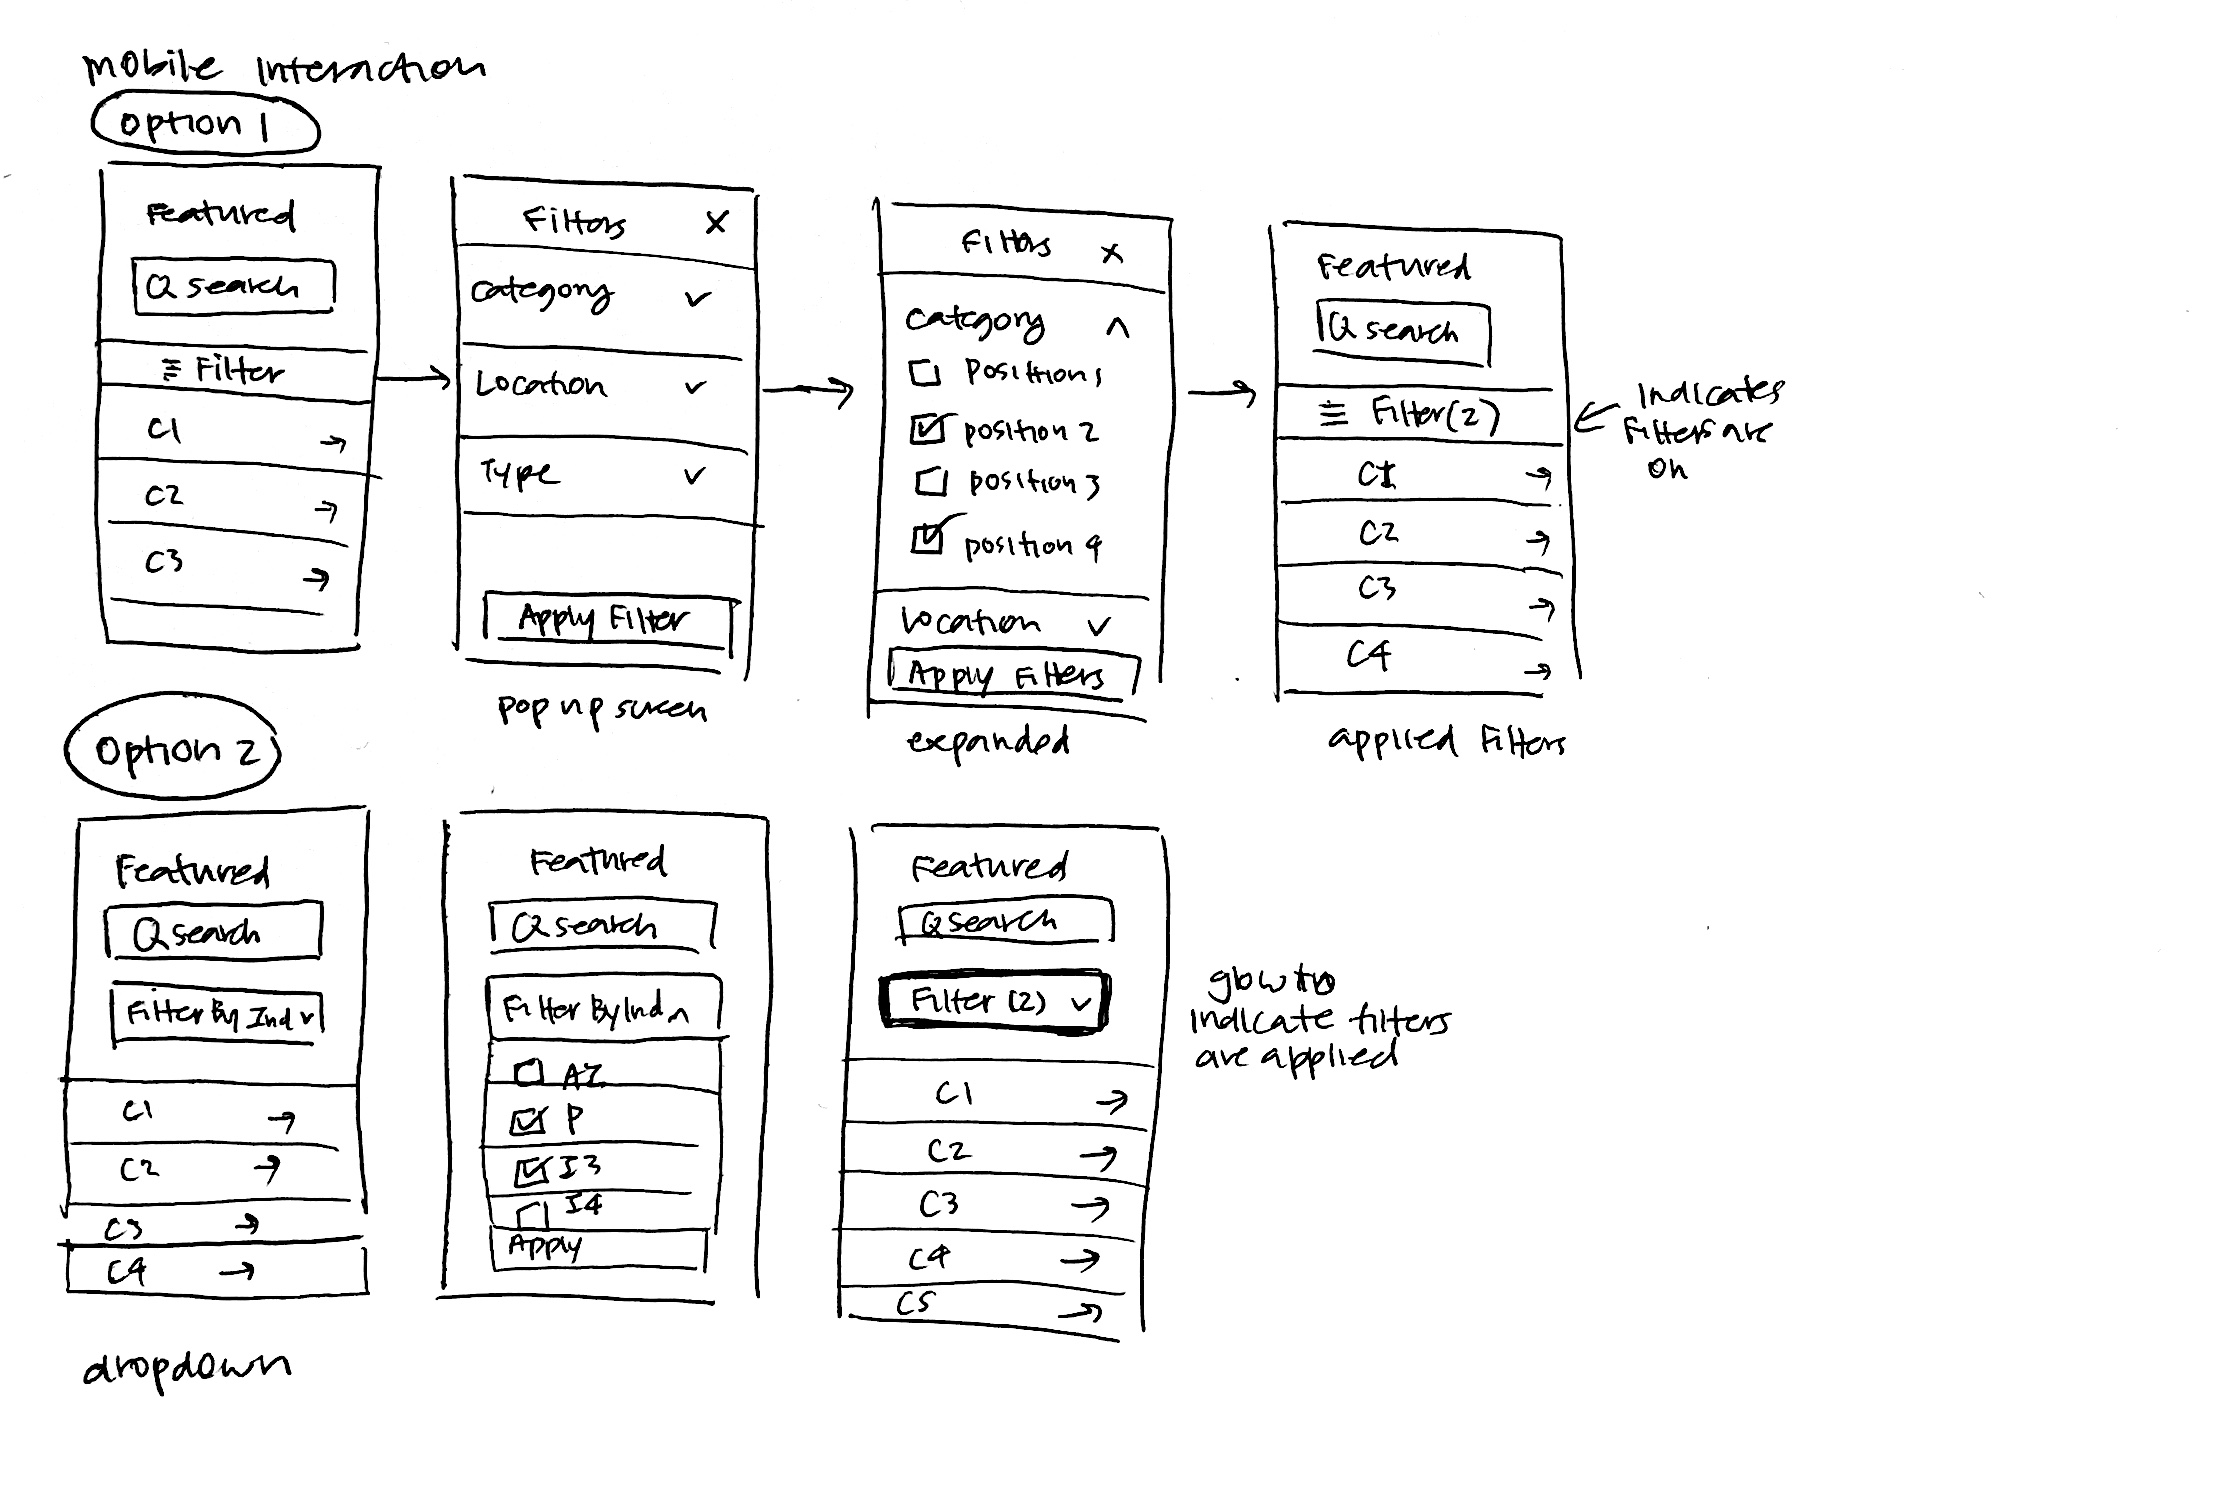 mobile Interaction
option 1
Featured
Q search
Filter
C1
C2
C3
Filters X
Category
Location
Type
Apply Filter
pop up screen
Filters x
Category
Position 1
position 2
position 3
position 4
Location
Apply Filters
expanded
Featured
Q search
Filter (2)
C1
C2
C3
C4
applied Filters
Indicates
Filters are
on
Option 2
Featured
Q search
Filter By Ind
C1
C2
C3
C4
dropdown
Featured
Q search
Filter By Ind
P
I3
I4
Apply
Featured
Q search
Filter (2)
C1
C2
C3
C4
C5
glow to
indicate filters
are applied